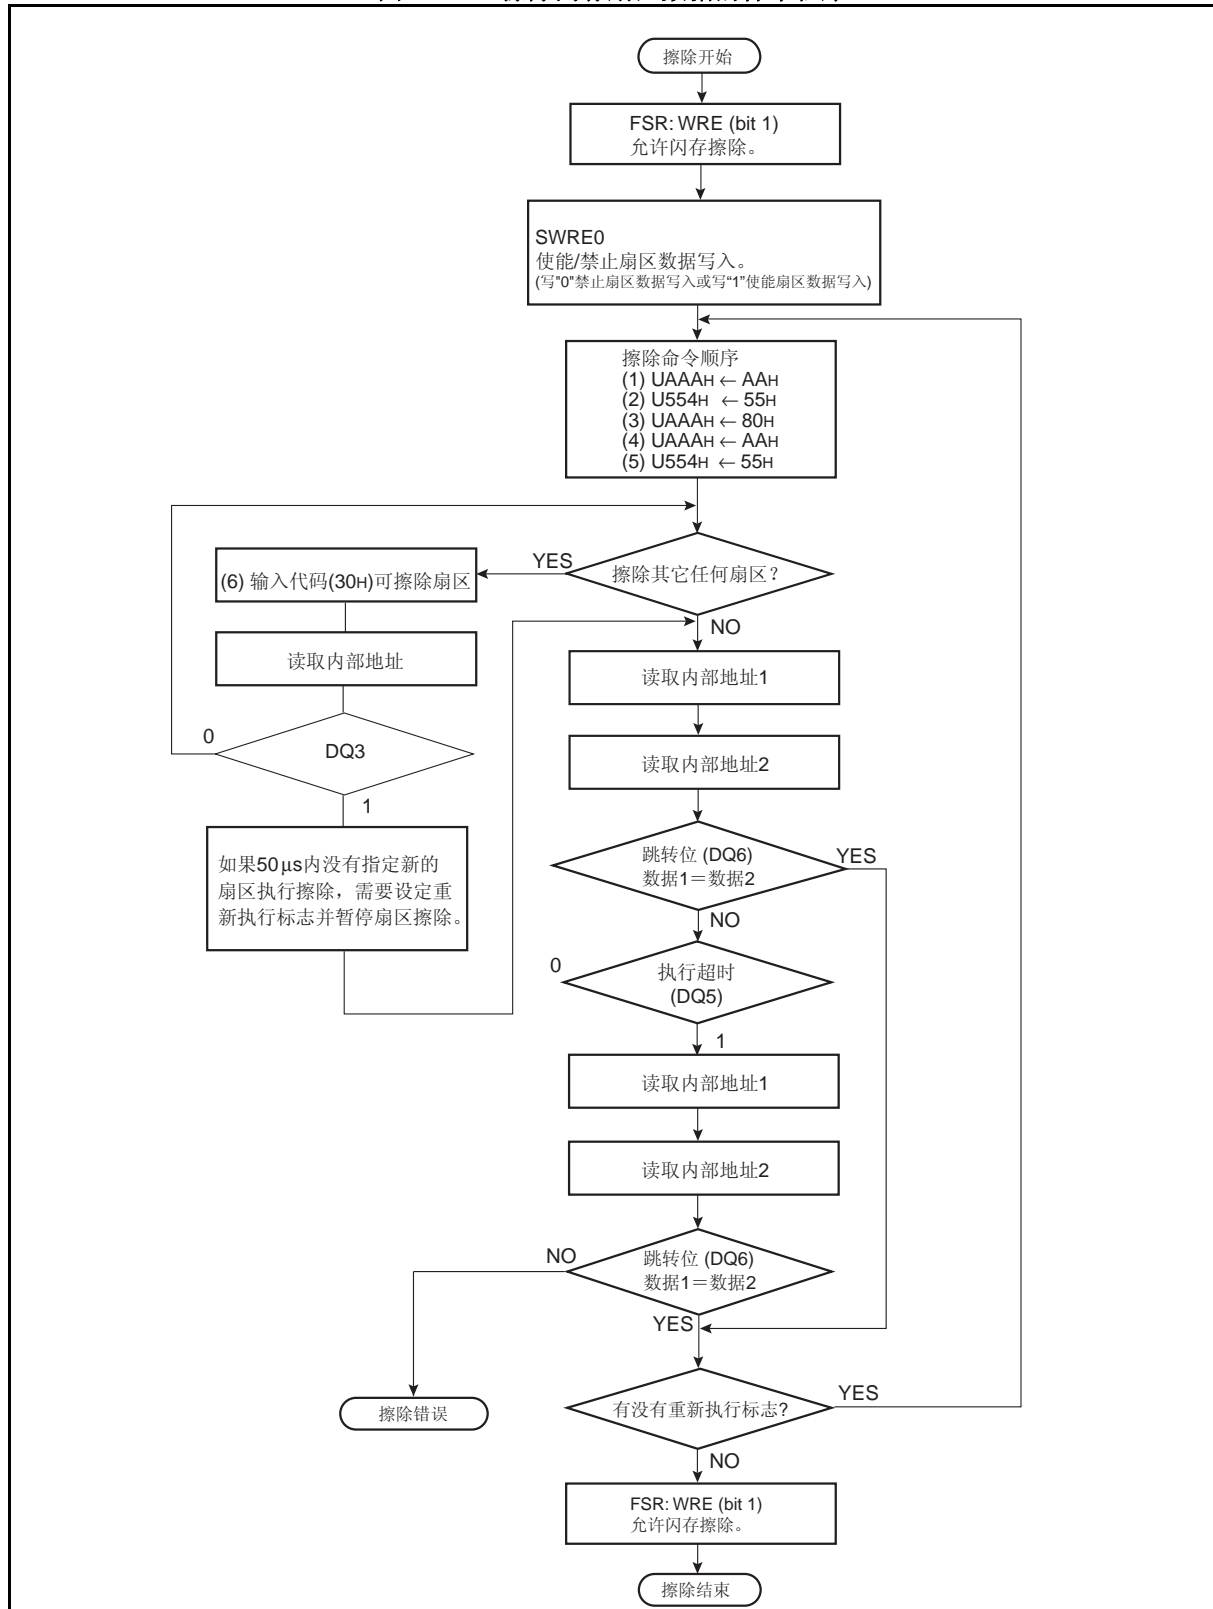 擦除开始
FSR: WRE (bit 1)
允许闪存擦除。
SWRE0
使能/禁止扇区数据写入。
(写"0"禁止扇区数据写入或写“1”使能扇区数据写入)
擦除命令顺序
(1) UAAAH ← AAH
(2) U554H ← 55H
(3) UAAAH ← 80H
(4) UAAAH ← AAH
(5) U554H ← 55H
YES
擦除其它任何扇区？
(6) 输入代码(30H)可擦除扇区
NO
读取内部地址
读取内部地址1
0
DQ3
读取内部地址2
1
如果50μs内没有指定新的
扇区执行擦除，需要设定重
新执行标志并暂停扇区擦除。
跳转位 (DQ6)
数据1＝数据2
YES
NO
0
执行超时
(DQ5)
1
读取内部地址1
读取内部地址2
NO
跳转位 (DQ6)
数据1＝数据2
YES
擦除错误
有没有重新执行标志?
YES
NO
FSR: WRE (bit 1)
允许闪存擦除。
擦除结束